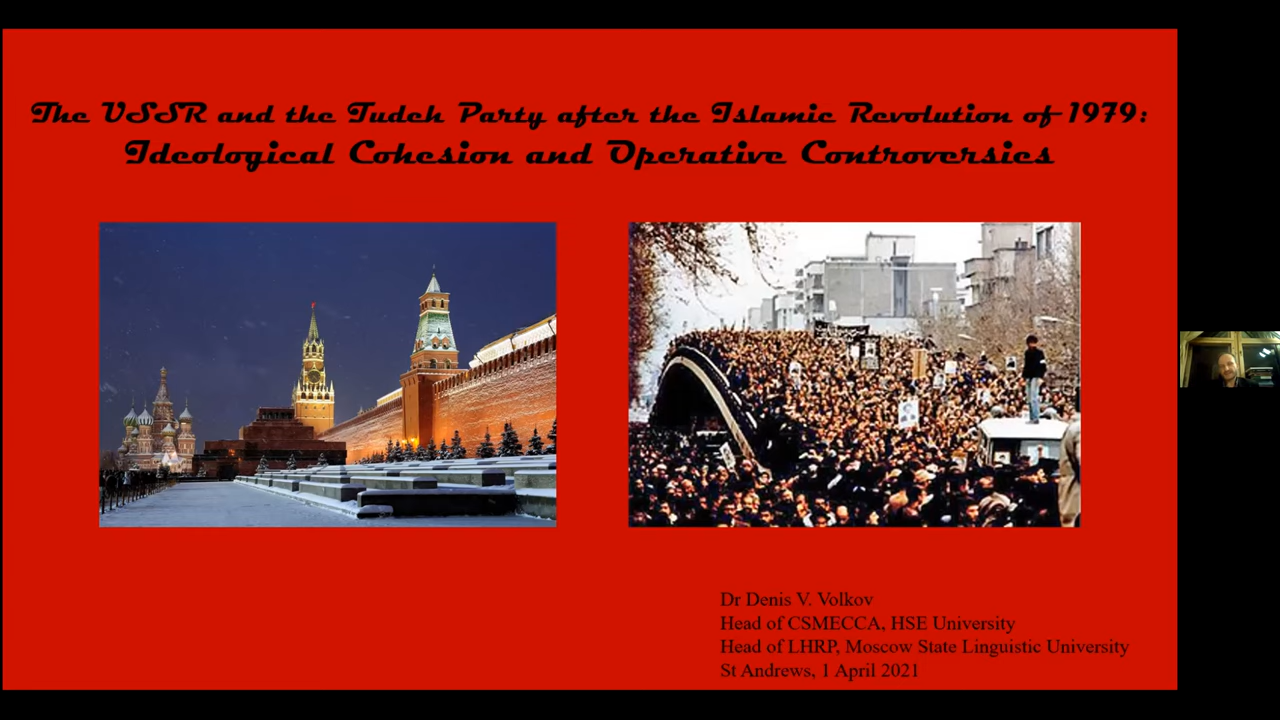 The USSR and the Tudeh Party after the Islamic Revolution of 1979:
Ideological Cohesion and Operative Controversies
Dr Denis V. Volkov
Head of CSMECCA, HSE University
Head of LHRP, Moscow State Linguistic University
St Andrews, 1 April 2021